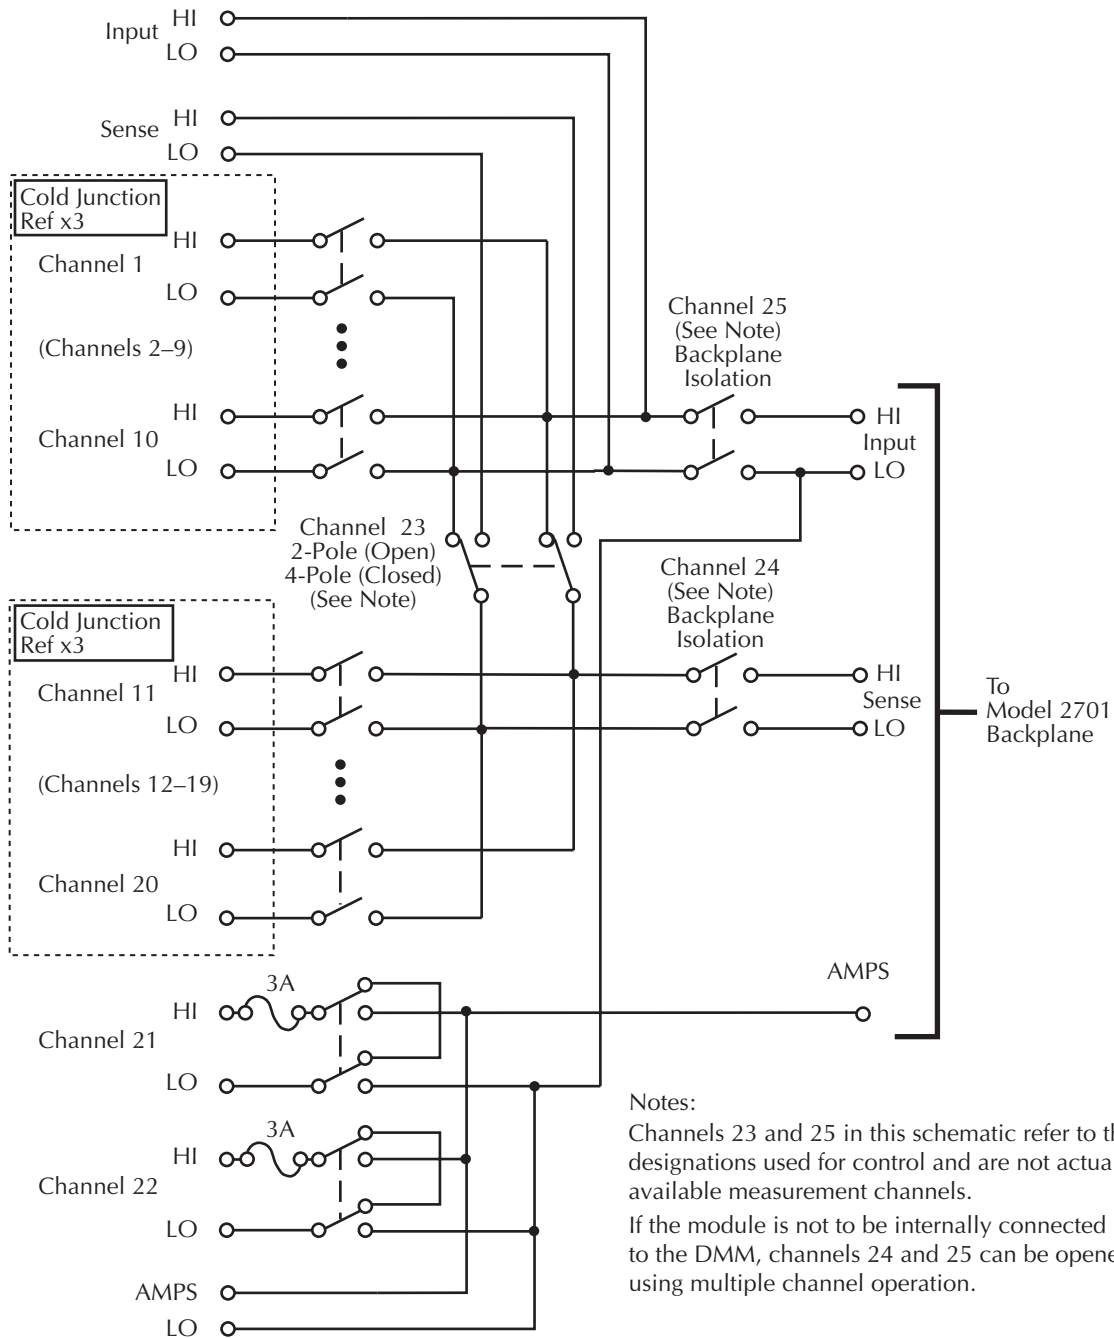 Input HI
LO
Sense HI
LO
Cold Junction
Ref x3
HI
Channel 1
LO
(Channels 2–9)
HI
Channel 10
LO
Channel 25
(See Note)
Backplane
Isolation
HI
Input
LO
Channel 23
2-Pole (Open)
4-Pole (Closed)
(See Note)
Channel 24
(See Note)
Backplane
Isolation
Cold Junction
Ref x3
HI
Channel 11
LO
(Channels 12–19)
HI
Channel 20
LO
HI
Sense
LO
To
Model 2701
Backplane
AMPS
3A
HI
Channel 21
LO
3A
HI
Channel 22
LO
AMPS
LO
Notes:
Channels 23 and 25 in this schematic refer to
designations used for control and are not
available measurement channels.
If the module is not to be internally connected
to the DMM, channels 24 and 25 can be
using multiple channel operation.